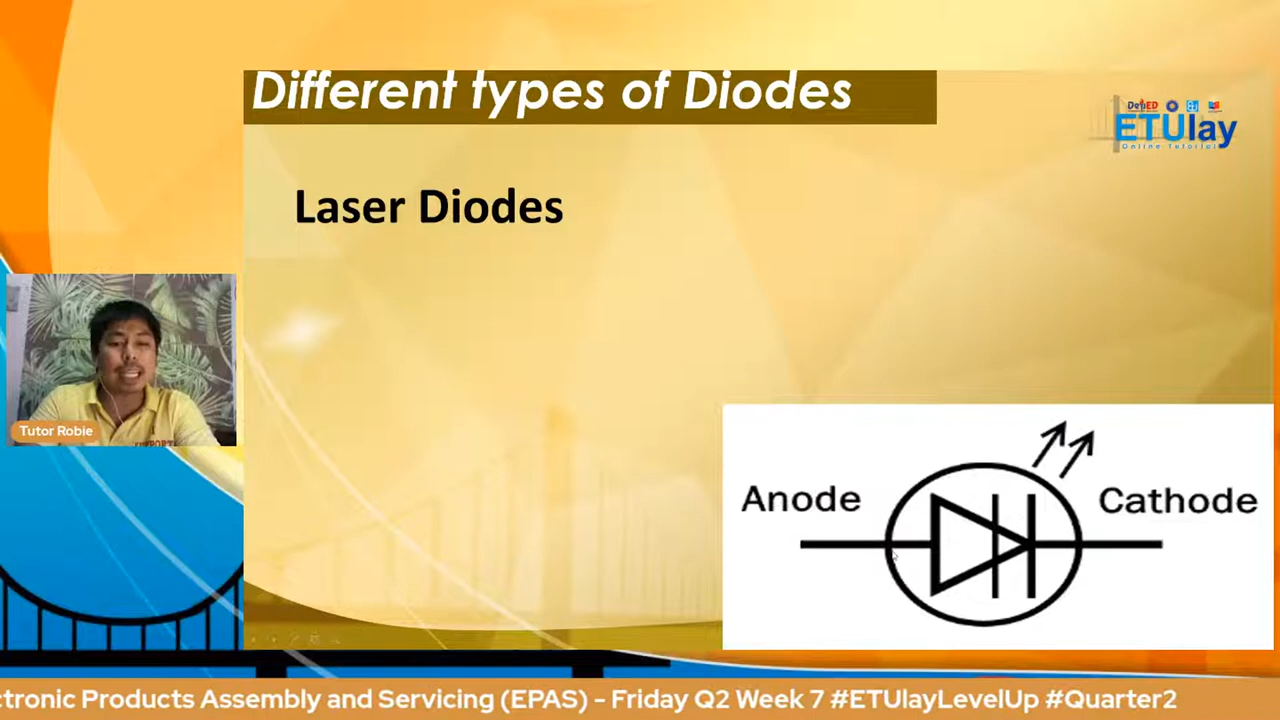 Different types of Diodes
DepED
ETUlay
Online Tutorial
Laser Diodes
Tutor Robie
Anode
Cathode
ctronic Products Assembly and Servicing (EPAS) - Friday Q2 Week 7 #ETUlayLevelUp #Quarter2